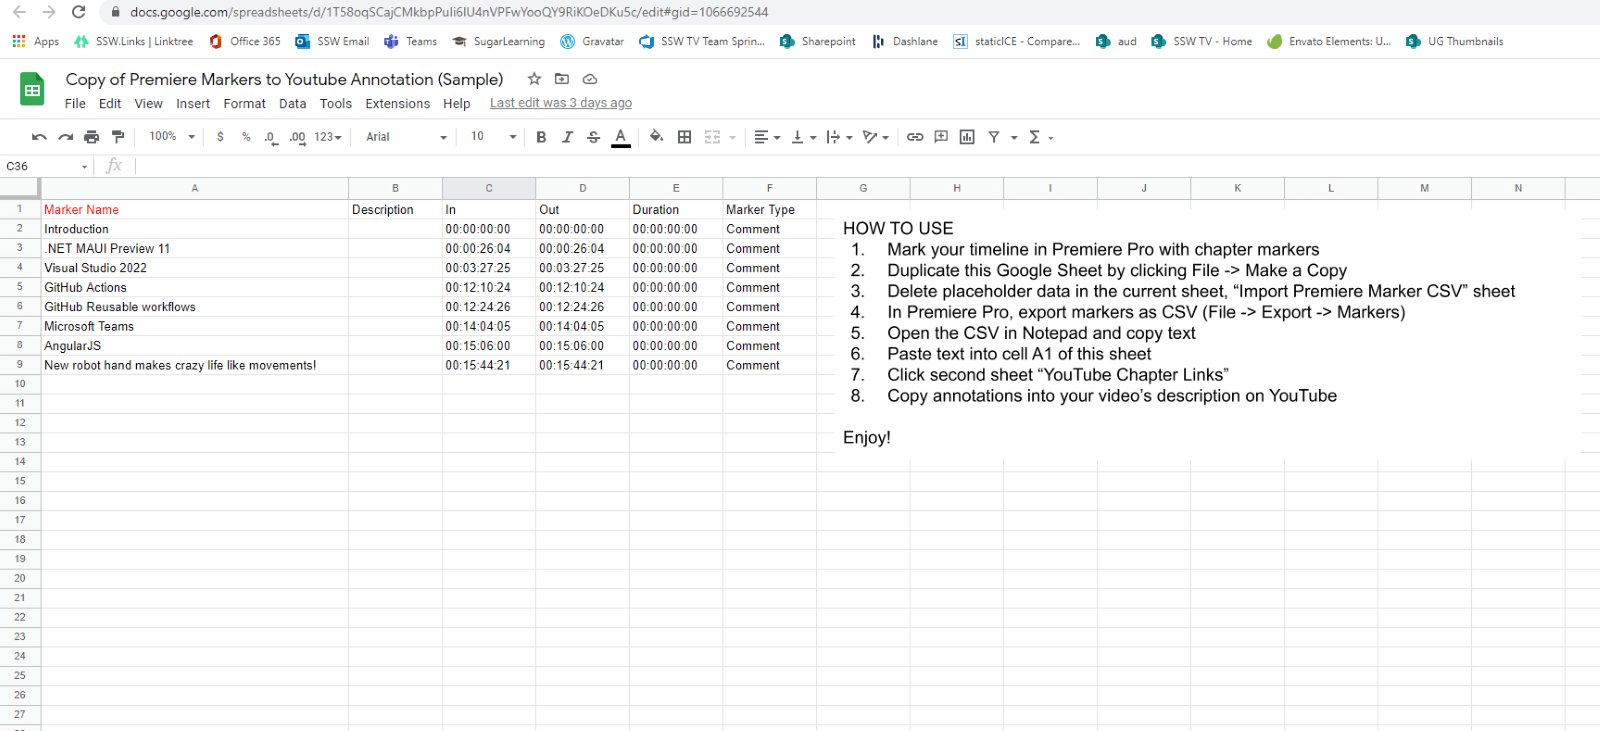 docs.google.com/spreadsheets/d/1T58oqSCajCMkbpPuli6IU4nVPFwYooQY9RiKOeDKu5c/edit#gid=1066692544
Apps SSW.Links | Linktree Office 365 SSW Email Teams SugarLearning Gravatar SSW TV Team Sprin... Sharepoint Dashlane SI staticICE - Compare... aud SSW TV - Home Envato Elements: U... UG Thumbnails
Copy of Premiere Markers to Youtube Annotation (Sample)
File Edit View Insert Format Data Tools Extensions Help Last edit was 3 days ago
100% $ % .0 .00 123 Arial 10 B I S A Σ
C36 fx
A B C D E F G H I J K L M N
1 Marker Name Description In Out Duration Marker Type
2 Introduction 00:00:00:00 00:00:00:00 00:00:00:00 Comment
3 .NET MAUI Preview 11 00:00:26:04 00:00:26:04 00:00:00:00 Comment
4 Visual Studio 2022 00:03:27:25 00:03:27:25 00:00:00:00 Comment
5 GitHub Actions 00:12:10:24 00:12:10:24 00:00:00:00 Comment
6 GitHub Reusable workflows 00:12:24:26 00:12:24:26 00:00:00:00 Comment
7 Microsoft Teams 00:14:04:05 00:14:04:05 00:00:00:00 Comment
8 AngularJS 00:15:06:00 00:15:06:00 00:00:00:00 Comment
9 New robot hand makes crazy life like movements! 00:15:44:21 00:15:44:21 00:00:00:00 Comment
10
11
12
13
14
15
16
17
18
19
20
21
22
23
24
25
26
27
HOW TO USE
1. Mark your timeline in Premiere Pro with chapter markers
2. Duplicate this Google Sheet by clicking File -> Make a Copy
3. Delete placeholder data in the current sheet, “Import Premiere Marker CSV” sheet
4. In Premiere Pro, export markers as CSV (File -> Export -> Markers)
5. Open the CSV in Notepad and copy text
6. Paste text into cell A1 of this sheet
7. Click second sheet “YouTube Chapter Links”
8. Copy annotations into your video’s description on YouTube
Enjoy!